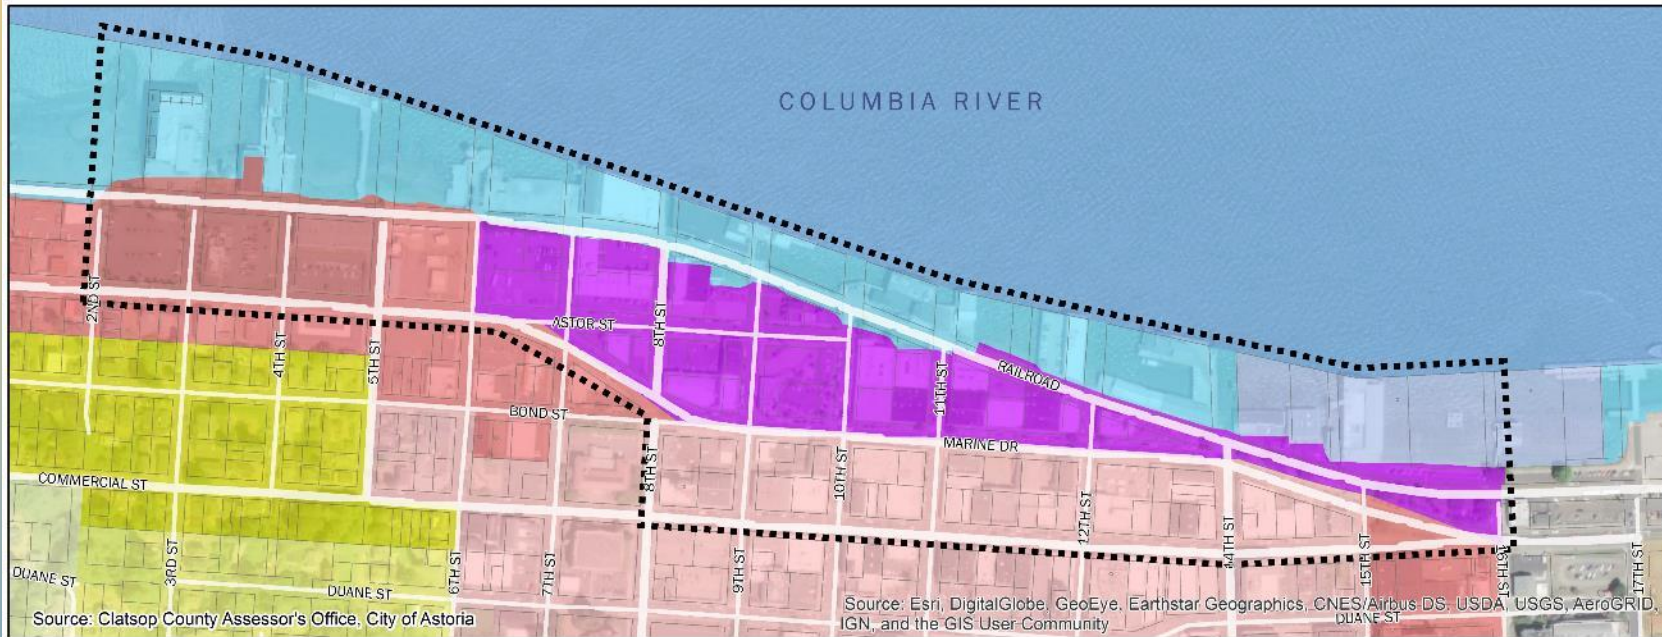 COLUMBIA RIVER
2ND ST
ASTOR ST
8TH ST
4TH ST
5TH ST
RAILROAD
11TH ST
BOND ST
MARINE DR
8TH ST
10TH ST
COMMERCIAL ST
12TH ST
14TH ST
3RD ST
6TH ST
7TH ST
9TH ST
15TH ST
16TH ST
17TH ST
DUANE ST
DUANE ST
DUANE ST
Source: Clatsop County Assessor's Office, City of Astoria
Source: Esri, DigitalGlobe, GeoEye, Earthstar Geographics, CNES/Airbus DS, USDA, USGS, AeroGRID,
IGN, and the GIS User Community